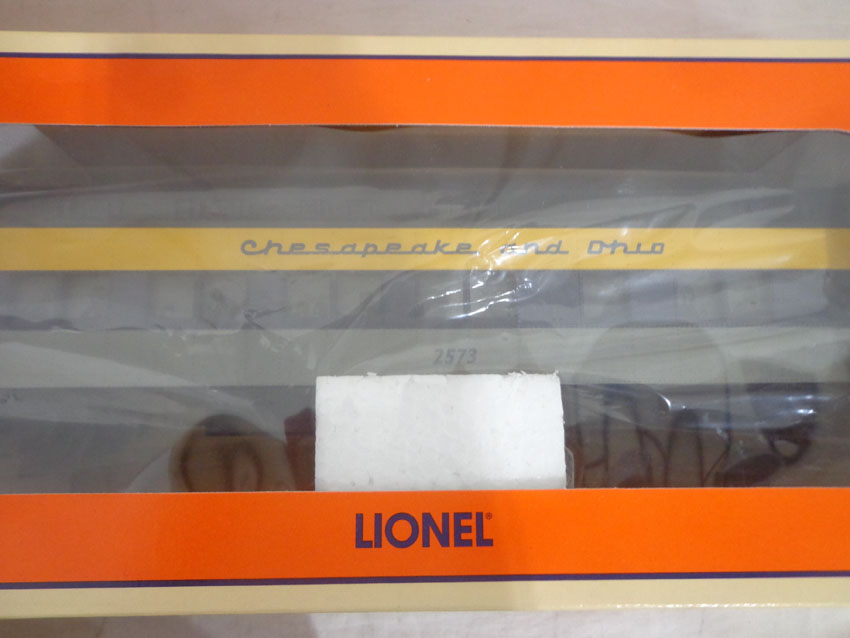 Chesapeake and Ohio
2573
LIONEL®